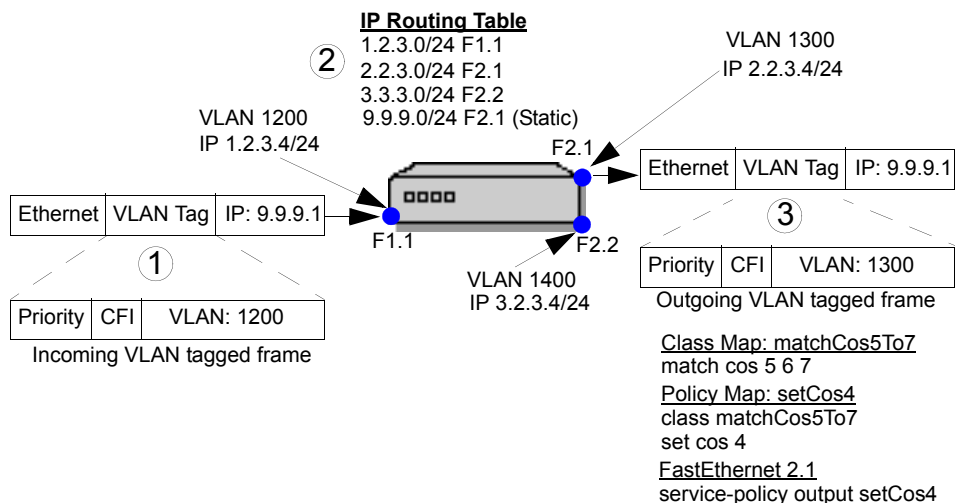 IP Routing Table
1.2.3.0/24 F1.1
2.2.3.0/24 F2.1
3.3.3.0/24 F2.2
9.9.9.0/24 F2.1 (Static)
2
VLAN 1300
IP 2.2.3.4/24
VLAN 1200
IP 1.2.3.4/24
F2.1
Ethernet VLAN Tag IP: 9.9.9.1
Ethernet VLAN Tag IP: 9.9.9.1
F1.1
F2.2
1
3
VLAN 1400
IP 3.2.3.4/24
Priority CFI VLAN: 1200
Incoming VLAN tagged frame
Priority CFI VLAN: 1300
Outgoing VLAN tagged frame
Class Map: matchCos5To7
match cos 5 6 7
Policy Map: setCos4
class matchCos5To7
set cos 4
FastEthernet 2.1
service-policy output setCos4